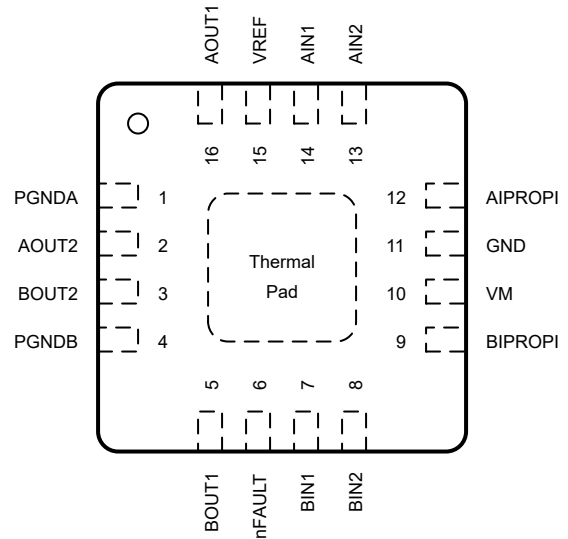 AOUT1 VREF AIN1 AIN2
16 15 14 13
PGNDA 1 12 AIPROPI
AOUT2 2 11 GND
Thermal
BOUT2 3 10 VM
Pad
PGNDB 4 9 BIPROPI
5 6 7 8
BOUT1 nFAULT BIN1 BIN2